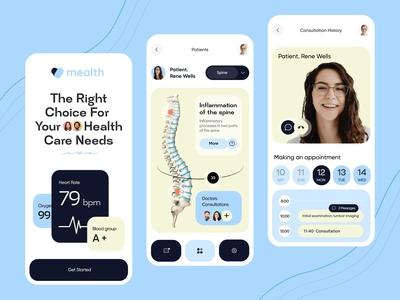 mealth
The Right
Choice For
Your Health
Care Needs
Oxyge
99
Heart Rate
79 bpm
Blood group
A +
Get Started
Patients
Patient,
Rene Wells
Spine
Inflammation
of the spine
Inflammatory
processes in two parts
of the spine
More
Doctors
Consultations
Consultation History
Patient, Rene Wells
Making an appointment
10 11 12 13 14
SAT SUN MON TUE WED
8:00
2 Messages
10:00
Initial examination, lumbar imaging
12:00
11:40 Consultation